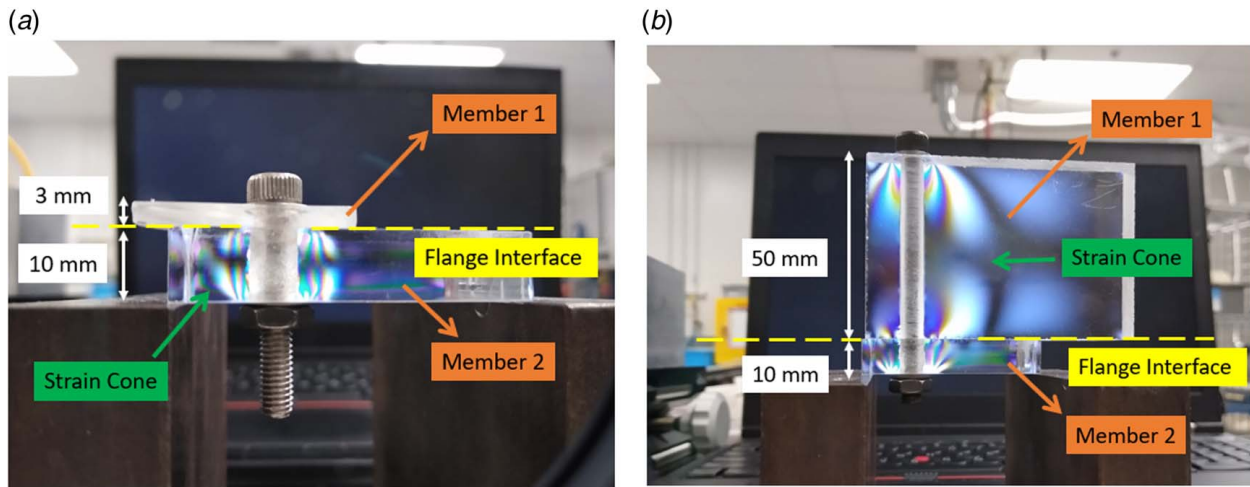 (a)
Member 1
3 mm
10 mm
Flange Interface
Strain Cone
Member 2
(b)
Member 1
50 mm
Strain Cone
10 mm
Flange Interface
Member 2